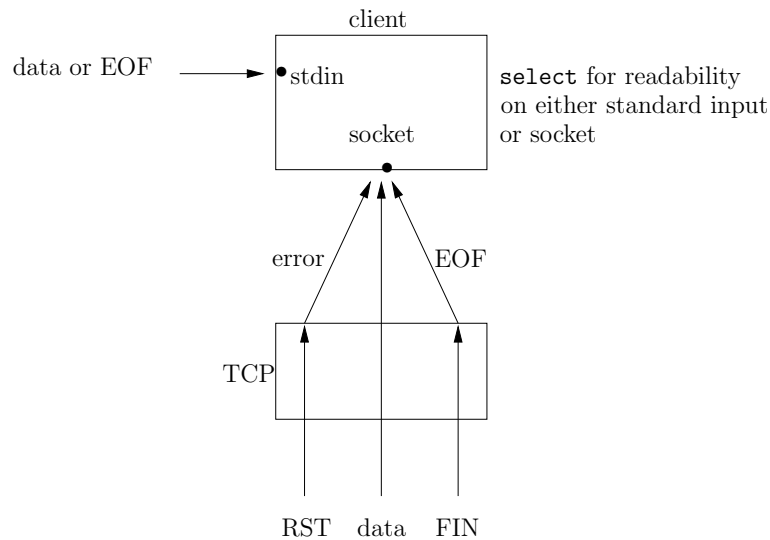 client
data or EOF
stdin
select for readability
on either standard input
or socket
socket
error
EOF
TCP
RST data FIN